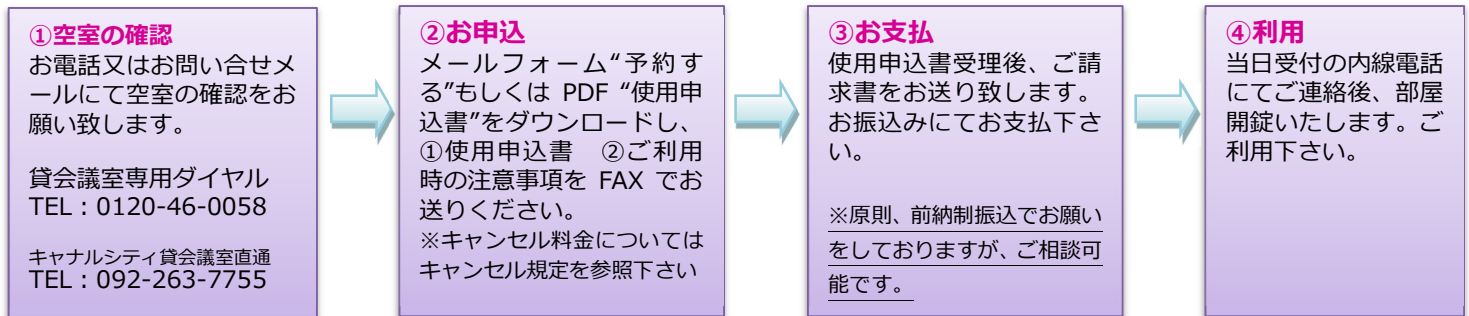 ①空室の確認
お電話又はお問い合せメ
ールにて空室の確認をお
願い致します。
貸会議室専用ダイヤル
TEL：0120-46-0058
キャナルシティ貸会議室直通
TEL：092-263-7755
②お申込
メールフォーム“予約す
る”もしくは PDF “使用申
込書”をダウンロードし、
①使用申込書　②ご利用
時の注意事項を FAX でお
送りください。
※キャンセル料金については
キャンセル規定を参照下さい
③お支払
使用申込書受理後、ご請
求書をお送り致します。
お振込みにてお支払下さ
い。
※原則、前納制振込でお願い
をしておりますが、ご相談可
能です。
④利用
当日受付の内線電話
にてご連絡後、部屋
開錠いたします。ご
利用下さい。